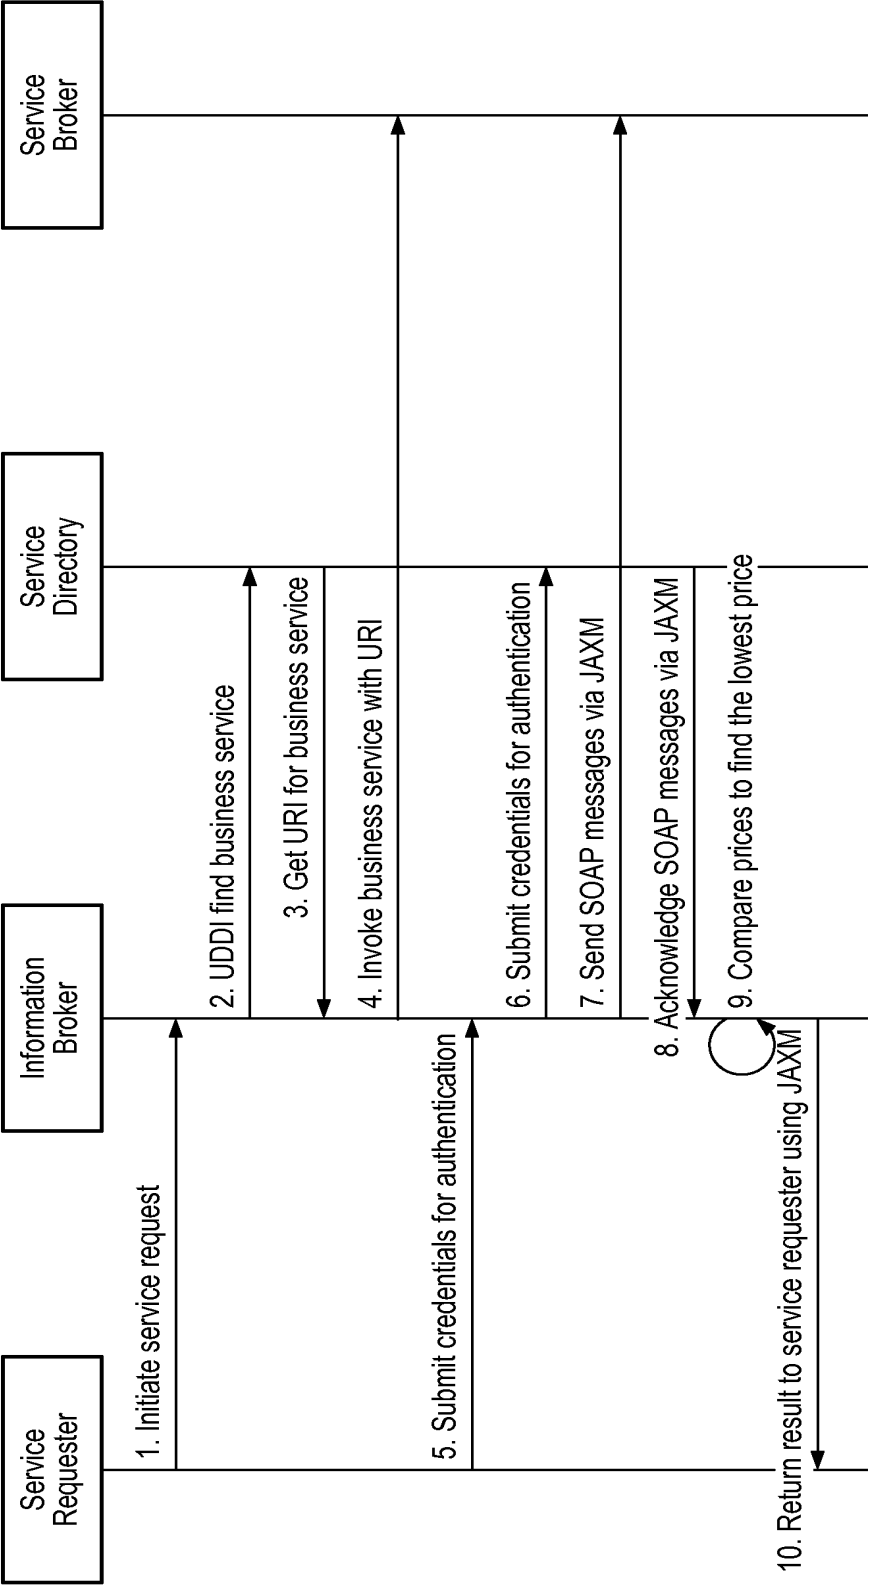 Service
Requester
Information
Broker
Service
Directory
Service
Broker
1. Initiate service request
2. UDDI find business service
3. Get URI for business service
4. Invoke business service with URI
5. Submit credentials for authentication
6. Submit credentials for authentication
7. Send SOAP messages via JAXM
8. Acknowledge SOAP messages via JAXM
9. Compare prices to find the lowest price
10. Return result to service requester using JAXM